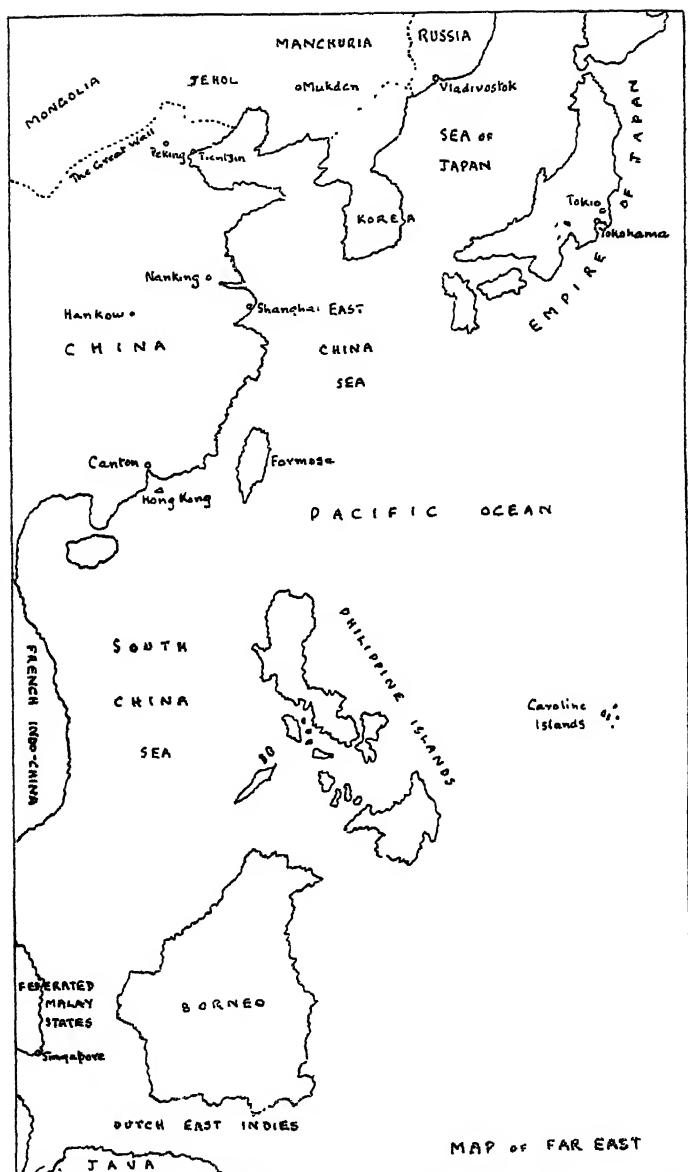 MANCHURIA
RUSSIA
JEHOL
Mukden
Vladivostok
MONGOLIA
The Great Wall
Peking
Tientsin
SEA OF
JAPAN
EMPIRE OF JAPAN
KOREA
Tokio
Yokohama
Nanking
Shanghai
EAST
CHINA
SEA
Hankow
CHINA
Canton
Hong Kong
Formosa
PACIFIC OCEAN
FRENCH INDO-CHINA
SOUTH
CHINA
SEA
PHILIPPINE ISLANDS
Caroline
Islands
FEDERATED
MALAY
STATES
Singapore
BORNEO
DUTCH EAST INDIES
JAVA
MAP OF FAR EAST